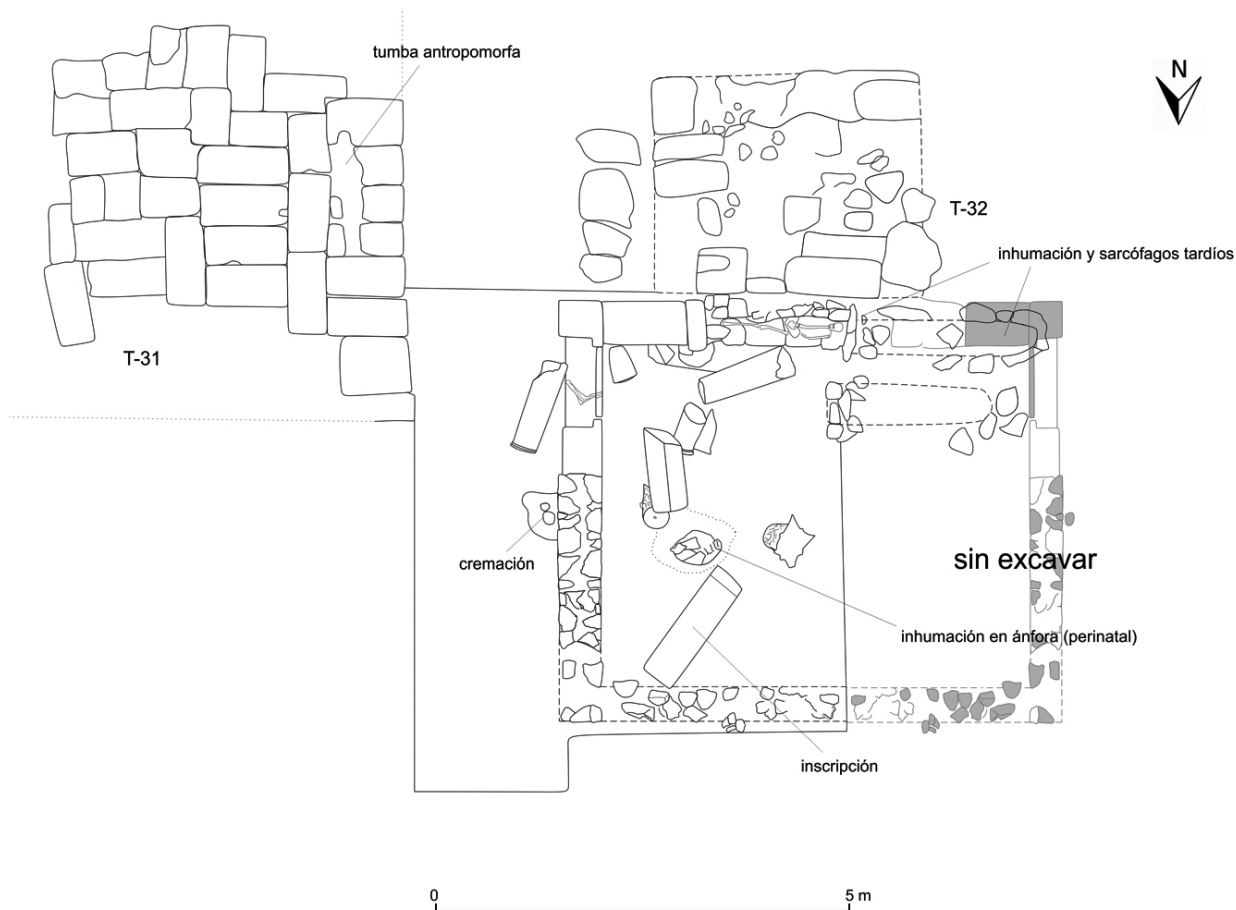 tumba antropomorfa
N
T-32
inhumación y sarcófagos tardíos
T-31
sin excavar
cremación
inhumación en ánfora (perinatal)
inscripción
0 5 m